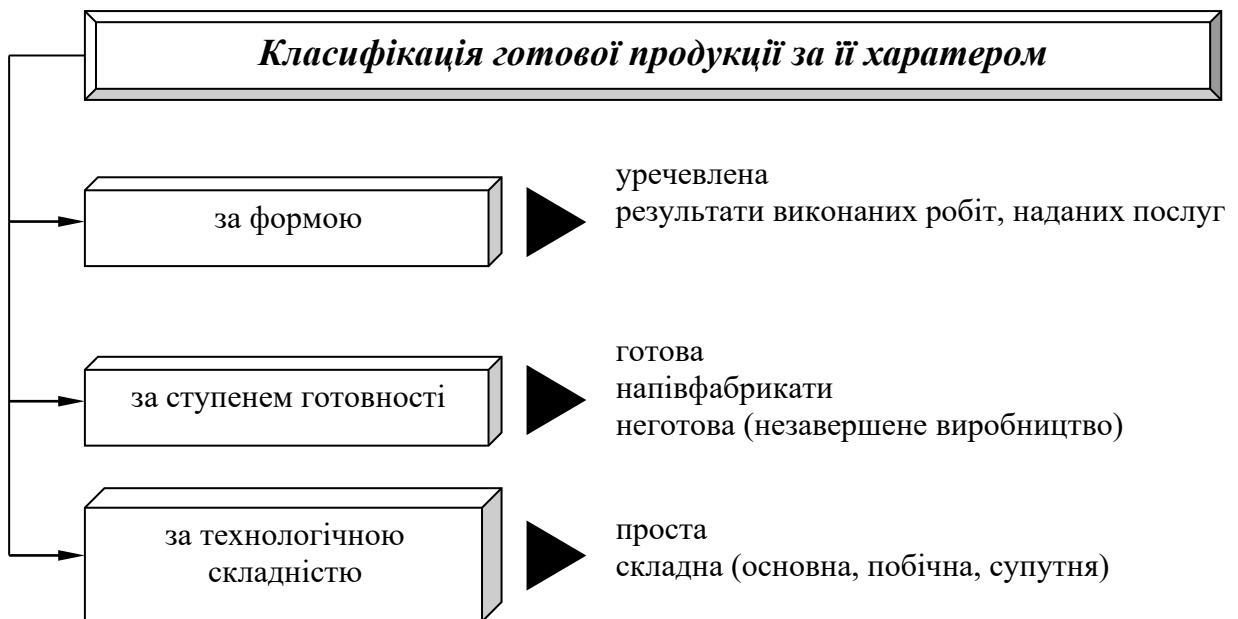 Класифікація готової продукції за її харатером
за формою
уречевлена
результати виконаних робіт, наданих послуг
за ступенем готовності
готова
напівфабрикати
неготова (незавершене виробництво)
за технологічною
складністю
проста
складна (основна, побічна, супутня)